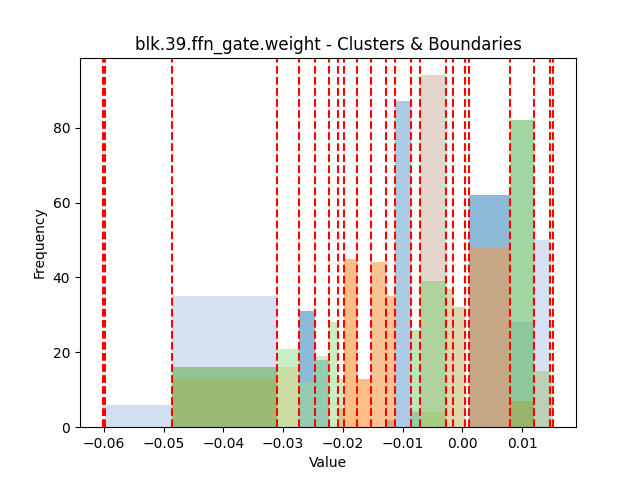 blk.39.ffn_gate.weight - Clusters & Boundaries
Frequency
80
60
40
20
0
−0.06 −0.05 −0.04 −0.03 −0.02 −0.01 0.00 0.01
Value